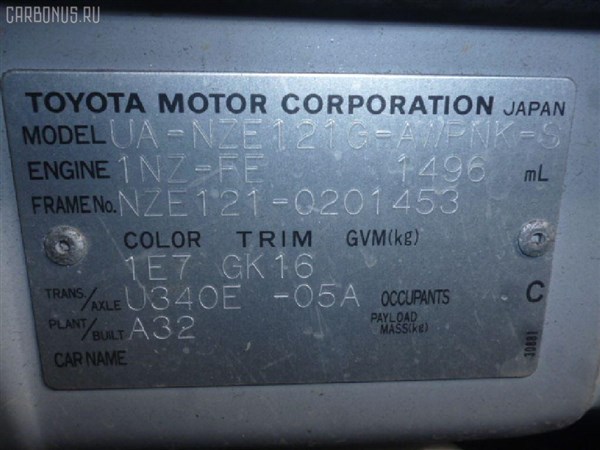 CARBONUS.RU
TOYOTA MOTOR CORPORATION JAPAN
MODEL UA-NZE121G-A//PNK-S
ENGINE 1NZ-FE 1496 mL
FRAME No. NZE121-0201453
COLOR TRIM GVM(kg)
1E7 GK16
TRANS/AXLE U340E -05A OCCUPANTS C
PLANT/BUILT A32 PAYLOAD MASS(kg)
CAR NAME